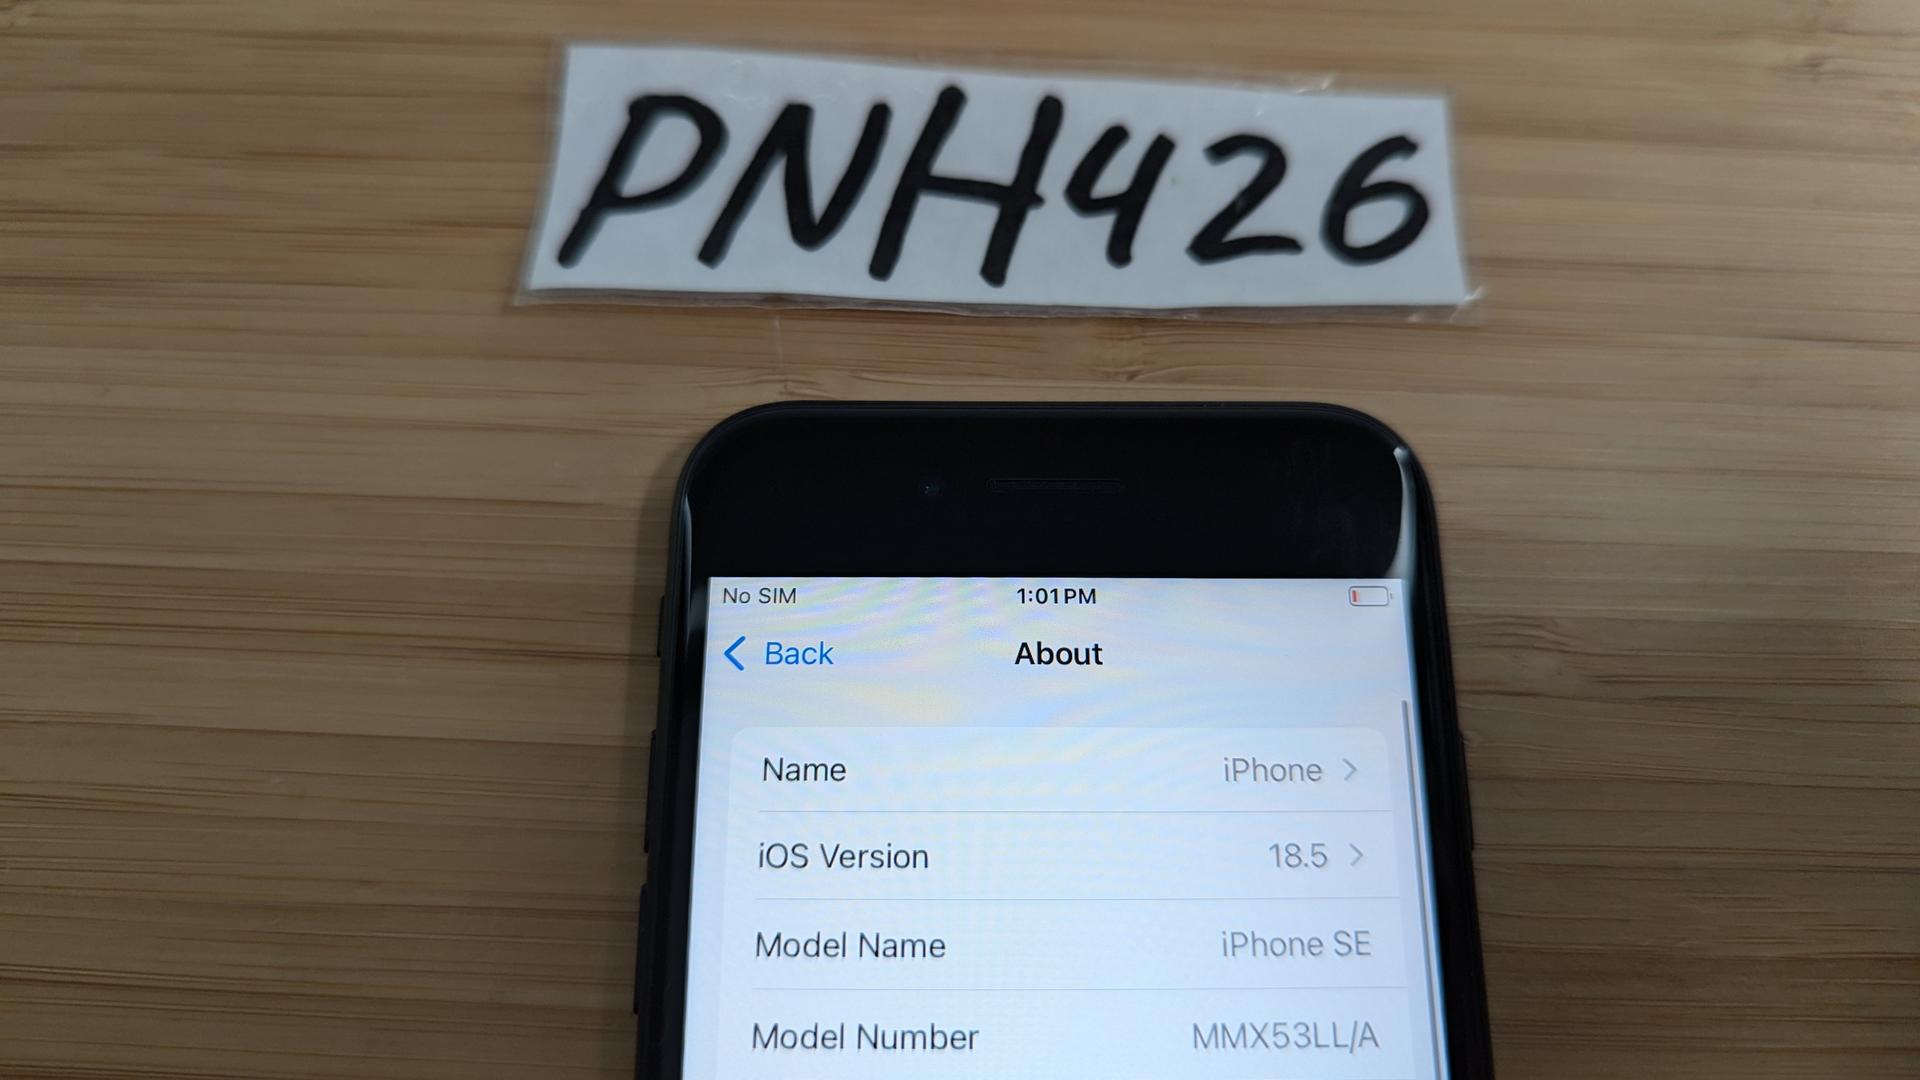 PNH426
No SIM 1:01 PM
Back About
Name iPhone
iOS Version 18.5
Model Name iPhone SE
Model Number MMX53LL/A